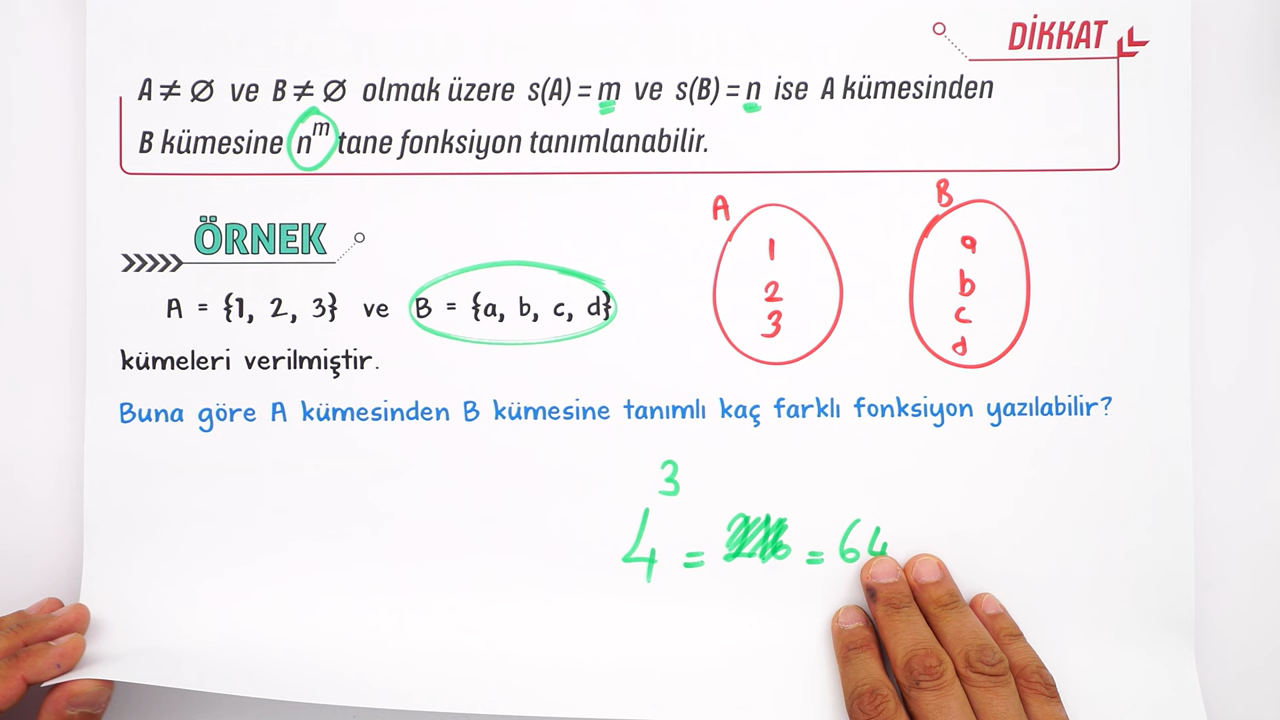 DİKKAT
A ≠ ∅ ve B ≠ ∅ olmak üzere s(A) = m ve s(B) = n ise A kümesinden
B kümesine n^m tane fonksiyon tanımlanabilir.
ÖRNEK
A = {1, 2, 3} ve B = {a, b, c, d}
kümeleri verilmiştir.
A
1
2
3
B
a
b
c
d
Buna göre A kümesinden B kümesine tanımlı kaç farklı fonksiyon yazılabilir?
4^3 = = 64